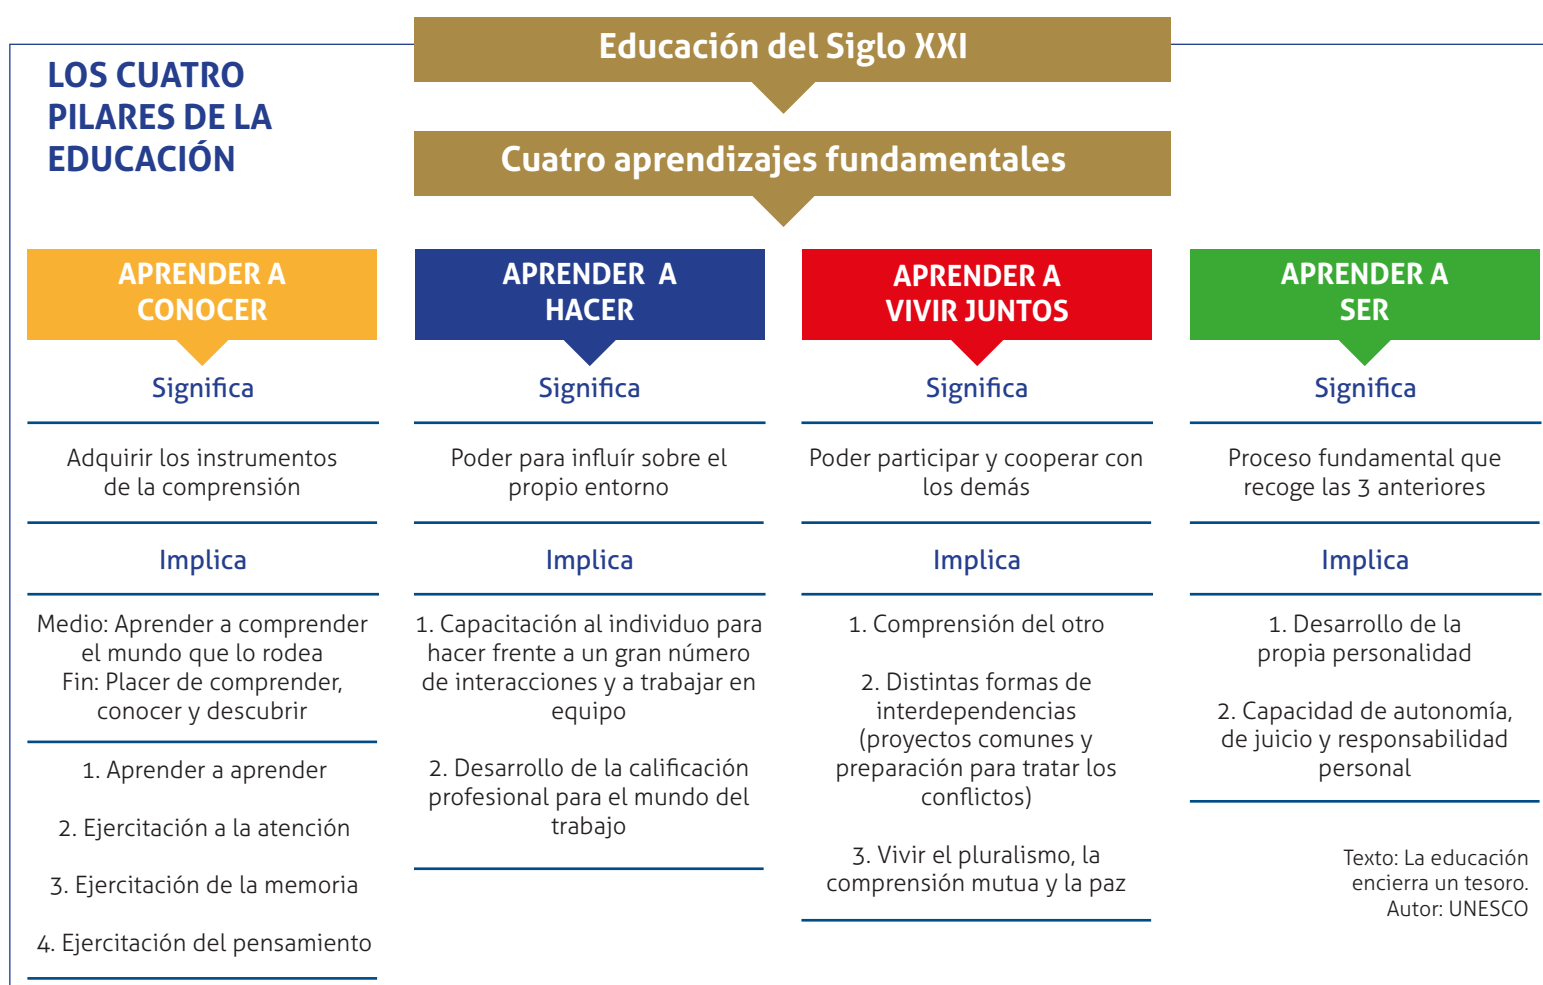 LOS CUATRO
PILARES DE LA
EDUCACIÓN
Educación del Siglo XXI
Cuatro aprendizajes fundamentales
APRENDER A
CONOCER
Significa
Adquirir los instrumentos
de la comprensión
Implica
Medio: Aprender a comprender
el mundo que lo rodea
Fin: Placer de comprender,
conocer y descubrir
1. Aprender a aprender
2. Ejercitación a la atención
3. Ejercitación de la memoria
4. Ejercitación del pensamiento
APRENDER A
HACER
Significa
Poder para influír sobre el
propio entorno
Implica
1. Capacitación al individuo para
hacer frente a un gran número
de interacciones y a trabajar en
equipo
2. Desarrollo de la calificación
profesional para el mundo del
trabajo
APRENDER A
VIVIR JUNTOS
Significa
Poder participar y cooperar con
los demás
Implica
1. Comprensión del otro
2. Distintas formas de
interdependencias
(proyectos comunes y
preparación para tratar los
conflictos)
3. Vivir el pluralismo, la
comprensión mutua y la paz
APRENDER A
SER
Significa
Proceso fundamental que
recoge las 3 anteriores
Implica
1. Desarrollo de la
propia personalidad
2. Capacidad de autonomía,
de juicio y responsabilidad
personal
Texto: La educación
encierra un tesoro.
Autor: UNESCO